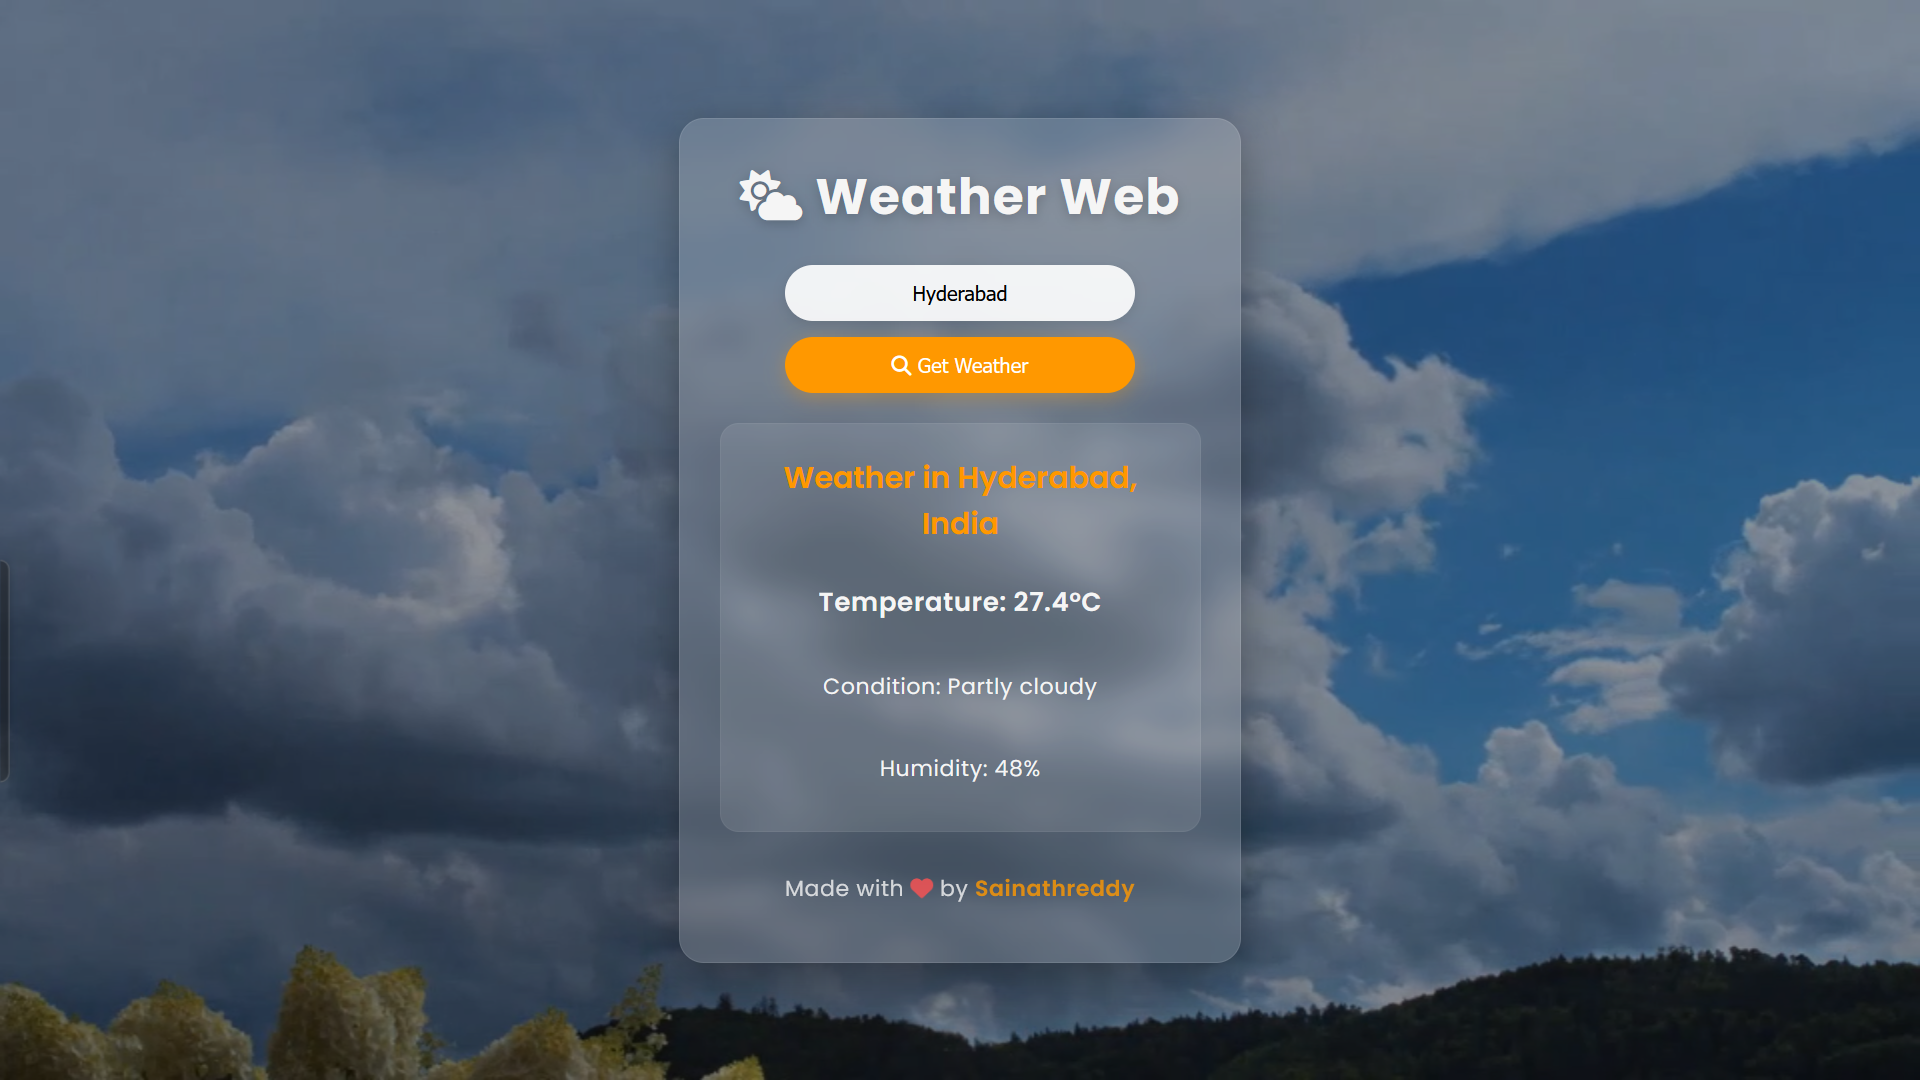 Weather Web
Hyderabad
Get Weather
Weather in Hyderabad,
India
Temperature: 27.4°C
Condition: Partly cloudy
Humidity: 48%
Made with ❤ by Sainathreddy